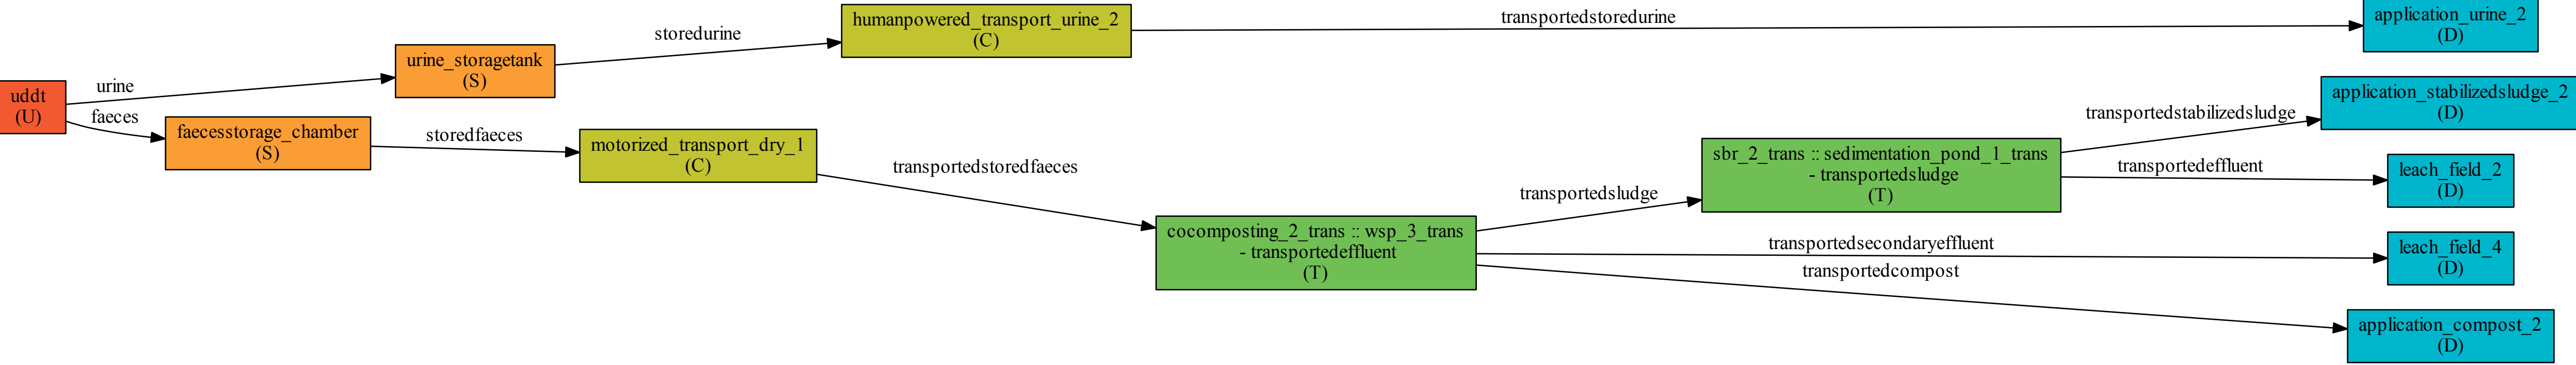 uddt
(U)
urine
faeces
urine_storagetank
(S)
faecesstorage_chamber
(S)
storedurine
storedfaeces
humanpowered_transport_urine_2
(C)
motorized_transport_dry_1
(C)
transportedstoredurine
transportedstoredfaeces
cocomposting_2_trans :: wsp_3_trans
- transportedeffluent
(T)
transportedsludge
transportedsecondaryeffluent
transportedcompost
sbr_2_trans :: sedimentation_pond_1_trans
- transportedsludge
(T)
transportedstabilizedsludge
transportedeffluent
application_urine_2
(D)
application_stabilizedsludge_2
(D)
leach_field_2
(D)
leach_field_4
(D)
application_compost_2
(D)